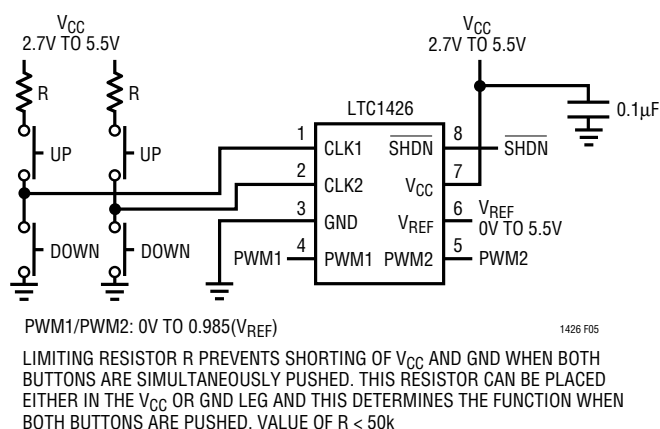 VCC
2.7V TO 5.5V
R
R
UP
UP
DOWN
DOWN
VCC
2.7V TO 5.5V
0.1µF
LTC1426
1
CLK1
2
CLK2
3
GND
4
PWM1
PWM1
SHDN
8
SHDN
VCC
7
VREF
6
VREF
0V TO 5.5V
PWM2
5
PWM2
PWM1/PWM2: 0V TO 0.985(VREF)
1426 F05
LIMITING RESISTOR R PREVENTS SHORTING OF VCC AND GND WHEN BOTH
BUTTONS ARE SIMULTANEOUSLY PUSHED. THIS RESISTOR CAN BE PLACED
EITHER IN THE VCC OR GND LEG AND THIS DETERMINES THE FUNCTION WHEN
BOTH BUTTONS ARE PUSHED. VALUE OF R < 50k